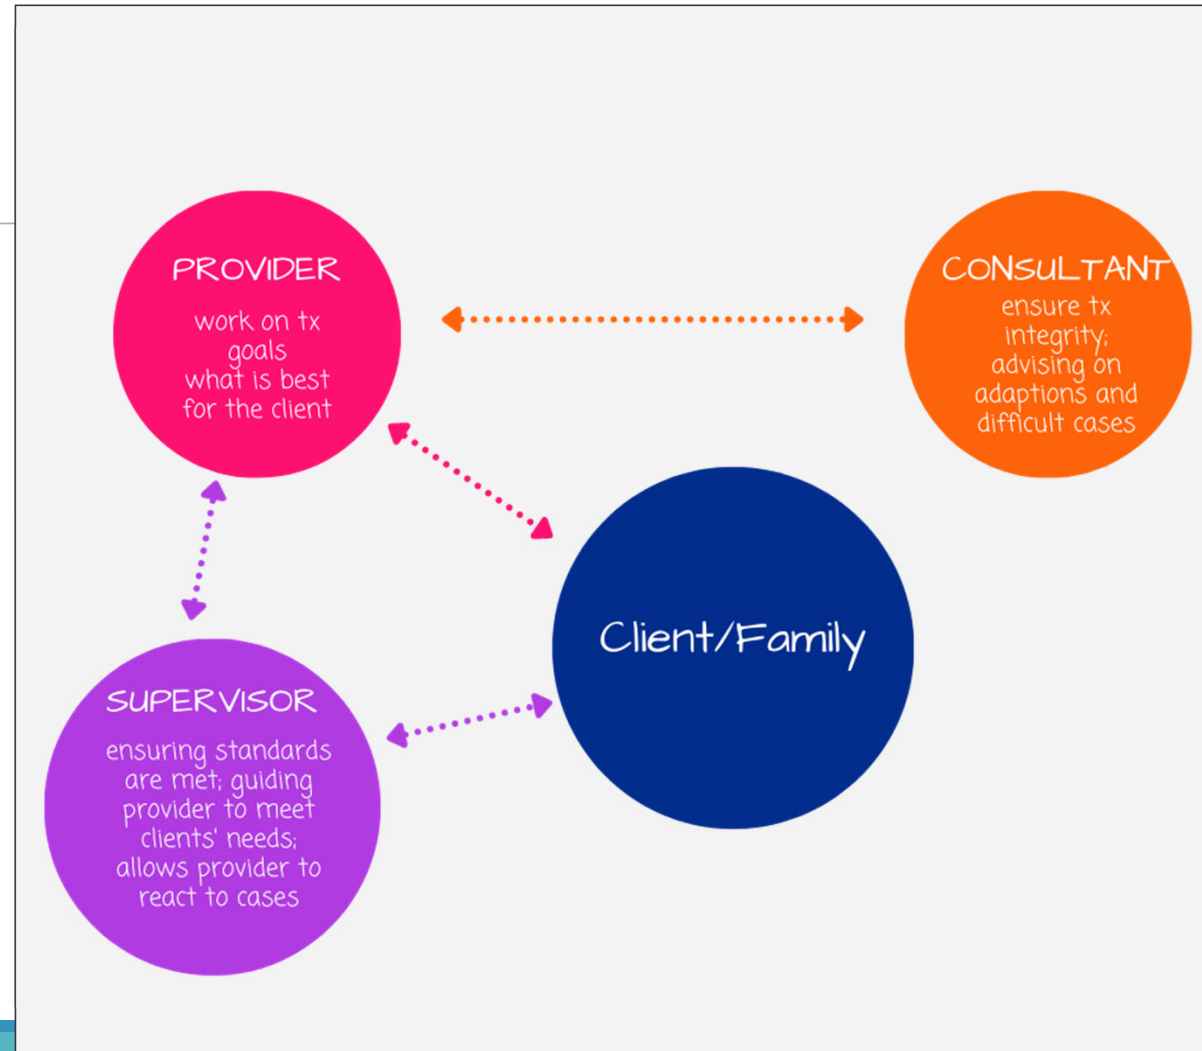 PROVIDER
work on tx
goals
what is best
for the client
CONSULTANT
ensure tx
integrity;
advising on
adaptions and
difficult cases
Client/Family
SUPERVISOR
ensuring standards
are met; guiding
provider to meet
clients' needs;
allows provider to
react to cases